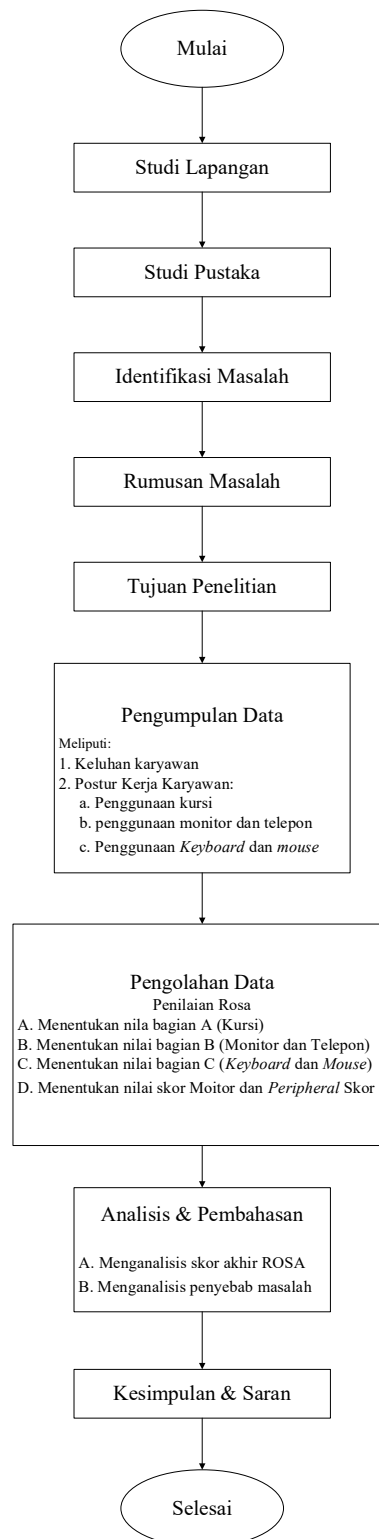 Mulai
Studi Lapangan
Studi Pustaka
Identifikasi Masalah
Rumusan Masalah
Tujuan Penelitian
Pengumpulan Data
Meliputi:
1. Keluhan karyawan
2. Postur Kerja Karyawan:
a. Penggunaan kursi
b. penggunaan monitor dan telepon
c. Penggunaan Keyboard dan mouse
Pengolahan Data
Penilaian Rosa
A. Menentukan nila bagian A (Kursi)
B. Menentukan nilai bagian B (Monitor dan Telepon)
C. Menentukan nilai bagian C (Keyboard dan Mouse)
D. Menentukan nilai skor Moitor dan Peripheral Skor
Analisis & Pembahasan
A. Menganalisis skor akhir ROSA
B. Menganalisis penyebab masalah
Kesimpulan & Saran
Selesai